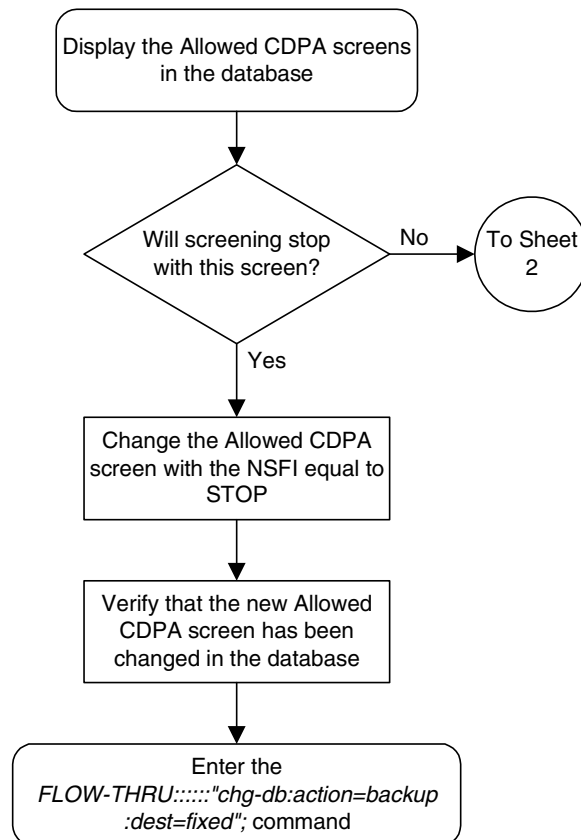 Display the Allowed CDPA screens
in the database
Will screening stop
with this screen?
No
To Sheet
2
Yes
Change the Allowed CDPA
screen with the NSFI equal to
STOP
Verify that the new Allowed
CDPA screen has been
changed in the database
Enter the
FLOW-THRU::::::"chg-db:action=backup
:dest=fixed"; command